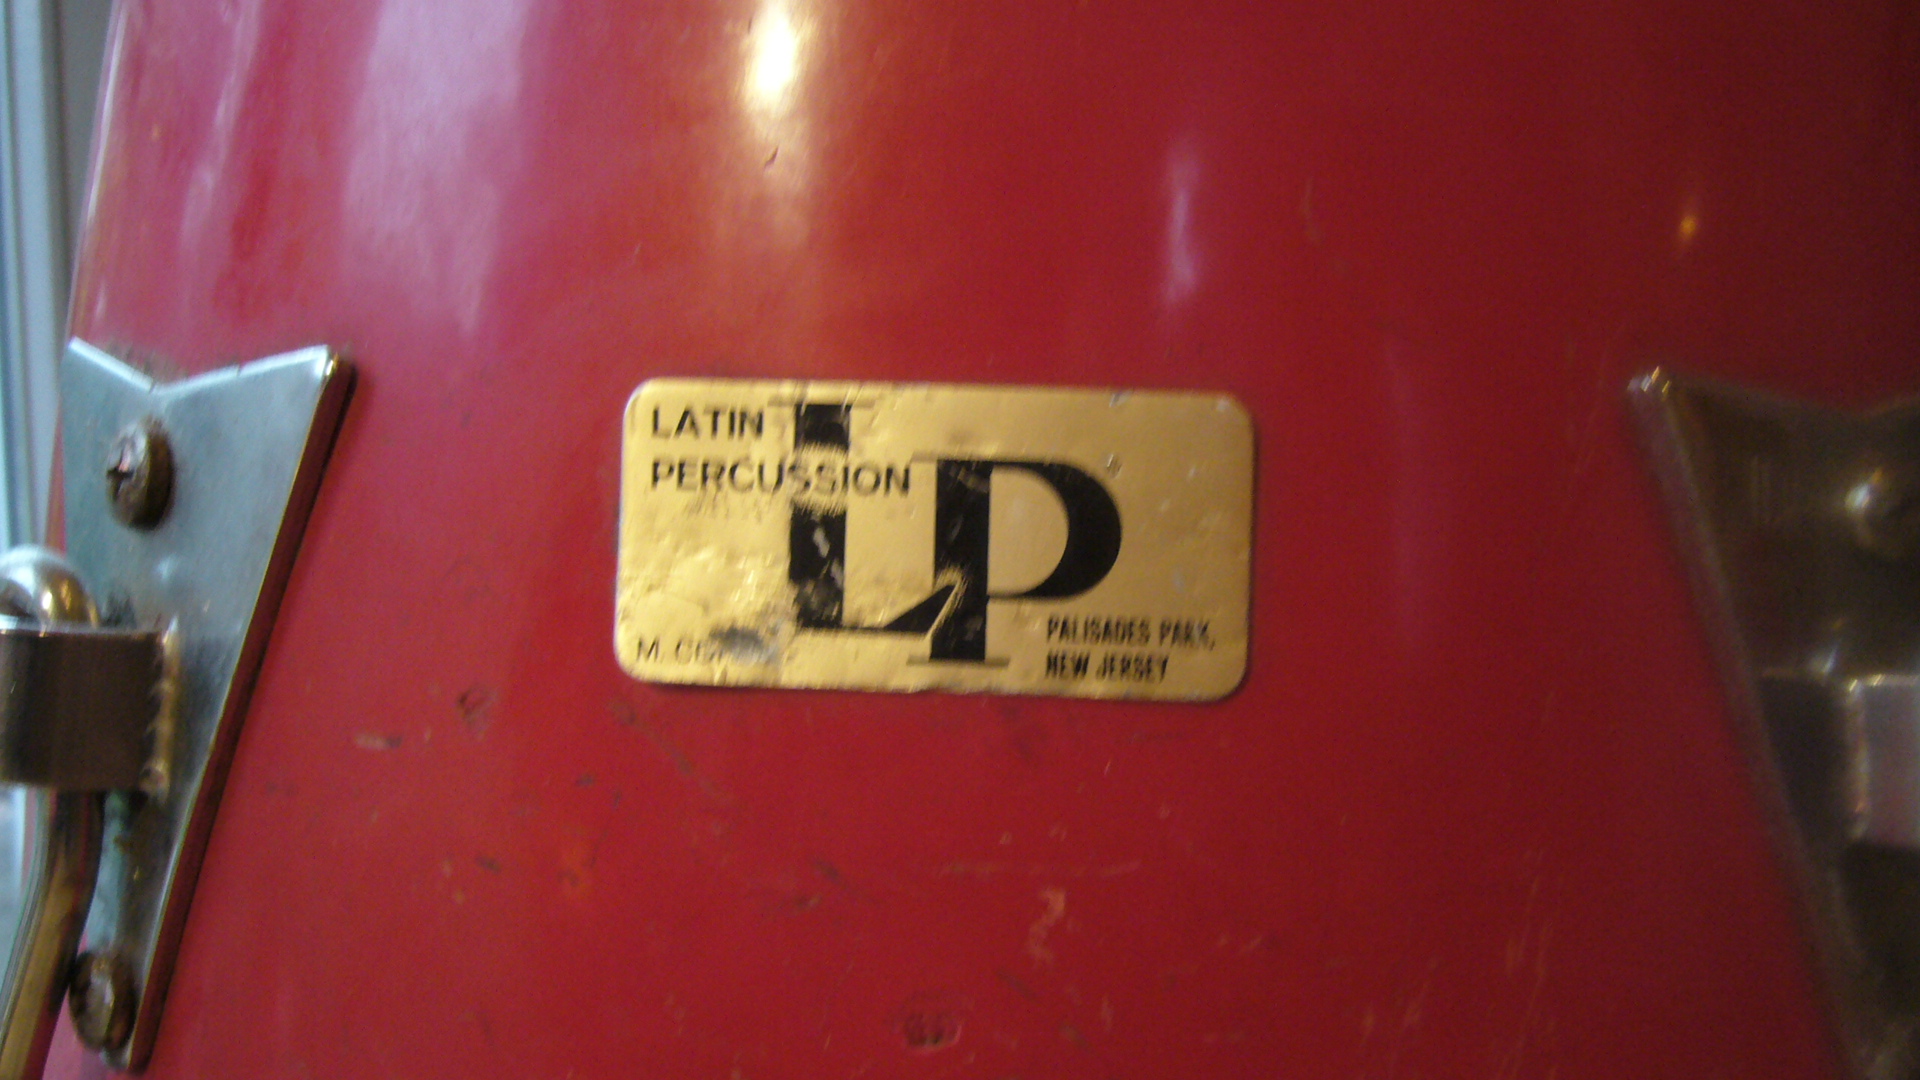 LATIN
PERCUSSION
LP
M.
PALISADES PARK,
NEW JERSEY